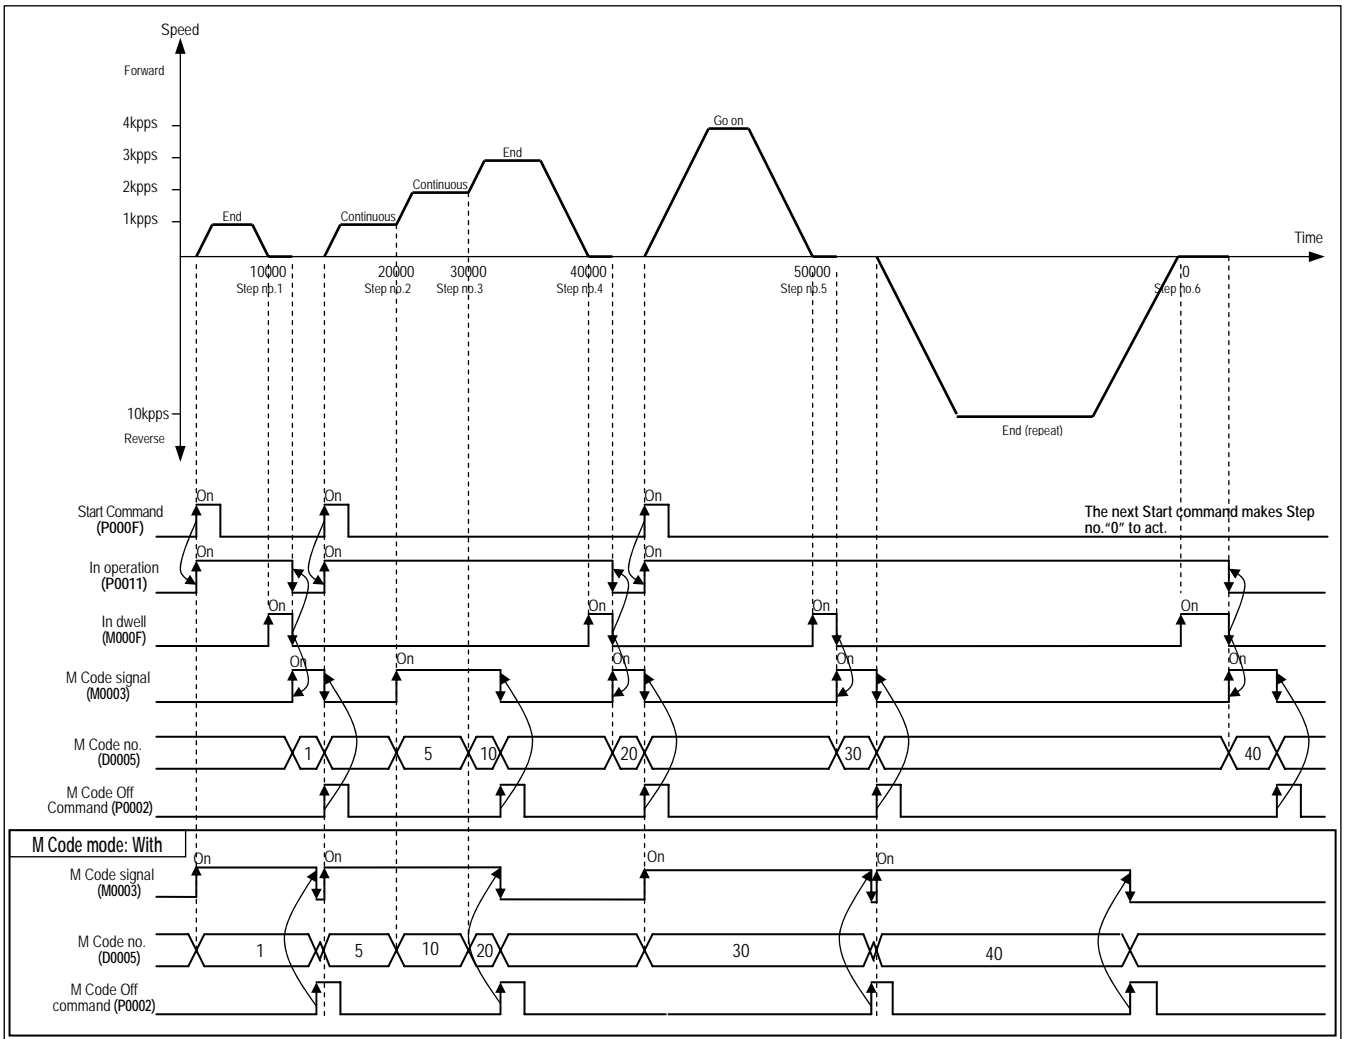 Speed
Forward
4kpps
Go on
3kpps
End
2kpps
Continuous
1kpps
End
Continuous
Time
10000
20000
30000
40000
50000
0
Step no.1
Step no.2
Step no.3
Step no.4
Step no.5
Step no.6
10kpps
Reverse
End (repeat)
On
On
On
Start Command
(P000F)
The next Start command makes Step
no."0" to act.
On
On
On
In operation
(P0011)
On
On
On
On
In dwell
(M000F)
On
On
On
On
On
M Code signal
(M0003)
M Code no.
(D0005)
1
5
10
20
30
40
M Code Off
Command (P0002)
M Code mode: With
On
On
On
On
M Code signal
(M0003)
M Code no.
(D0005)
1
5
10
20
30
40
M Code Off
command (P0002)